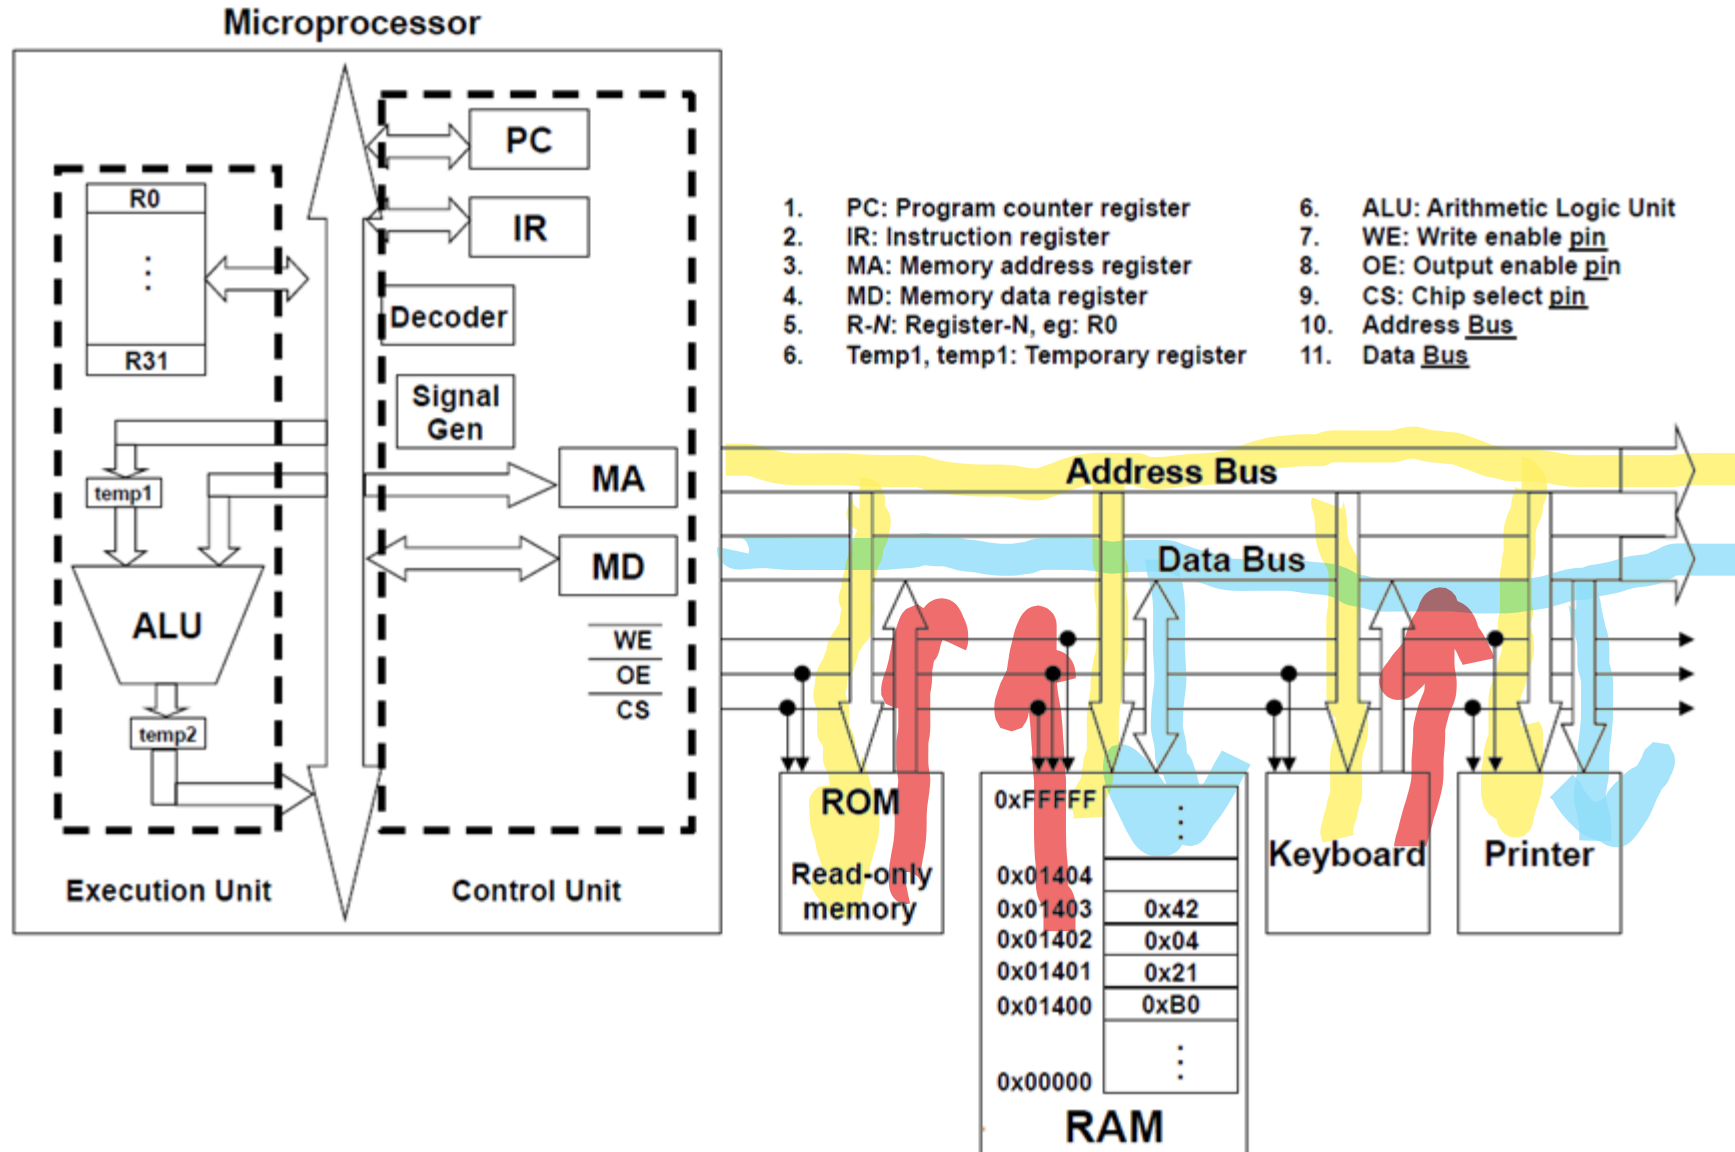 Microprocessor
PC
IR
R0
R31
Decoder
Signal
Gen
temp1
MA
MD
ALU
WE
OE
CS
temp2
Execution Unit
Control Unit
1. PC: Program counter register
2. IR: Instruction register
3. MA: Memory address register
4. MD: Memory data register
5. R-N: Register-N, eg: R0
6. Temp1, temp1: Temporary register
6. ALU: Arithmetic Logic Unit
7. WE: Write enable pin
8. OE: Output enable pin
9. CS: Chip select pin
10. Address Bus
11. Data Bus
Address Bus
Data Bus
ROM
Read-only
memory
0xFFFFF
0x01404
0x01403 0x42
0x01402 0x04
0x01401 0x21
0x01400 0xB0
0x00000
RAM
Keyboard
Printer